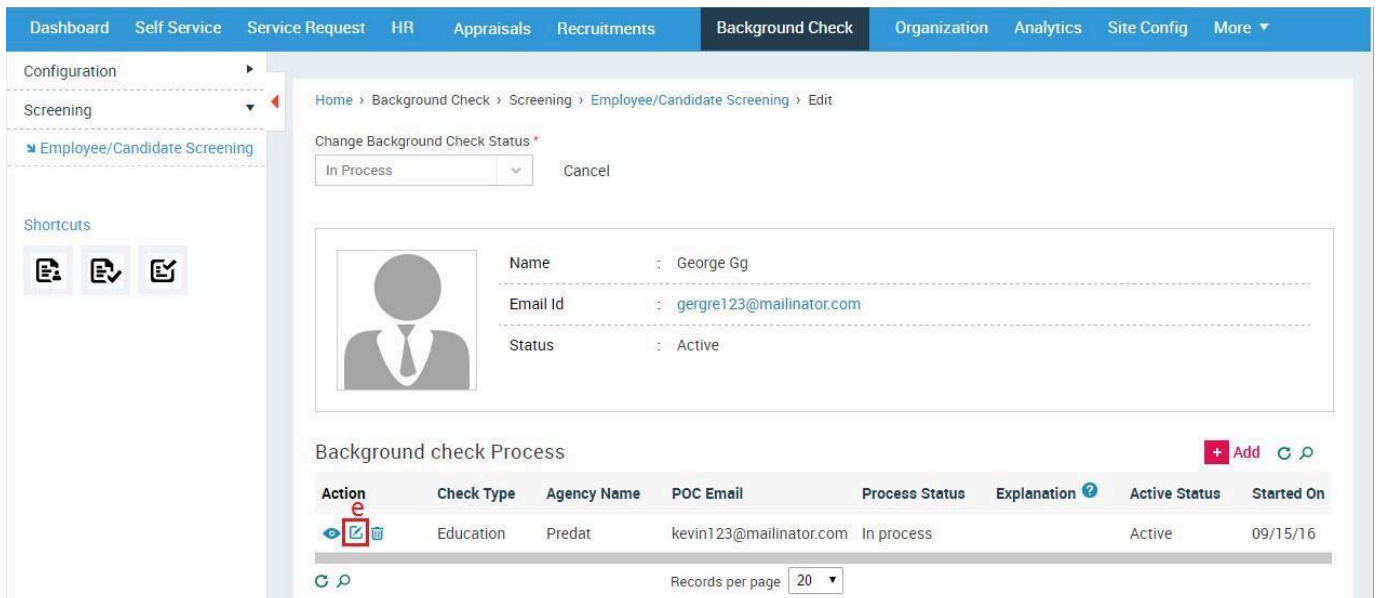 Dashboard Self Service Service Request HR Appraisals Recruitments Background Check Organization Analytics Site Config More
Configuration
Screening
Employee/Candidate Screening
Shortcuts
Home > Background Check > Screening > Employee/Candidate Screening > Edit
Change Background Check Status *
In Process Cancel
Name : George Gg
Email Id : gergre123@mailinator.com
Status : Active
Background check Process
+ Add
Action Check Type Agency Name POC Email Process Status Explanation ? Active Status Started On
e
Education Predat kevin123@mailinator.com In process Active 09/15/16
Records per page 20